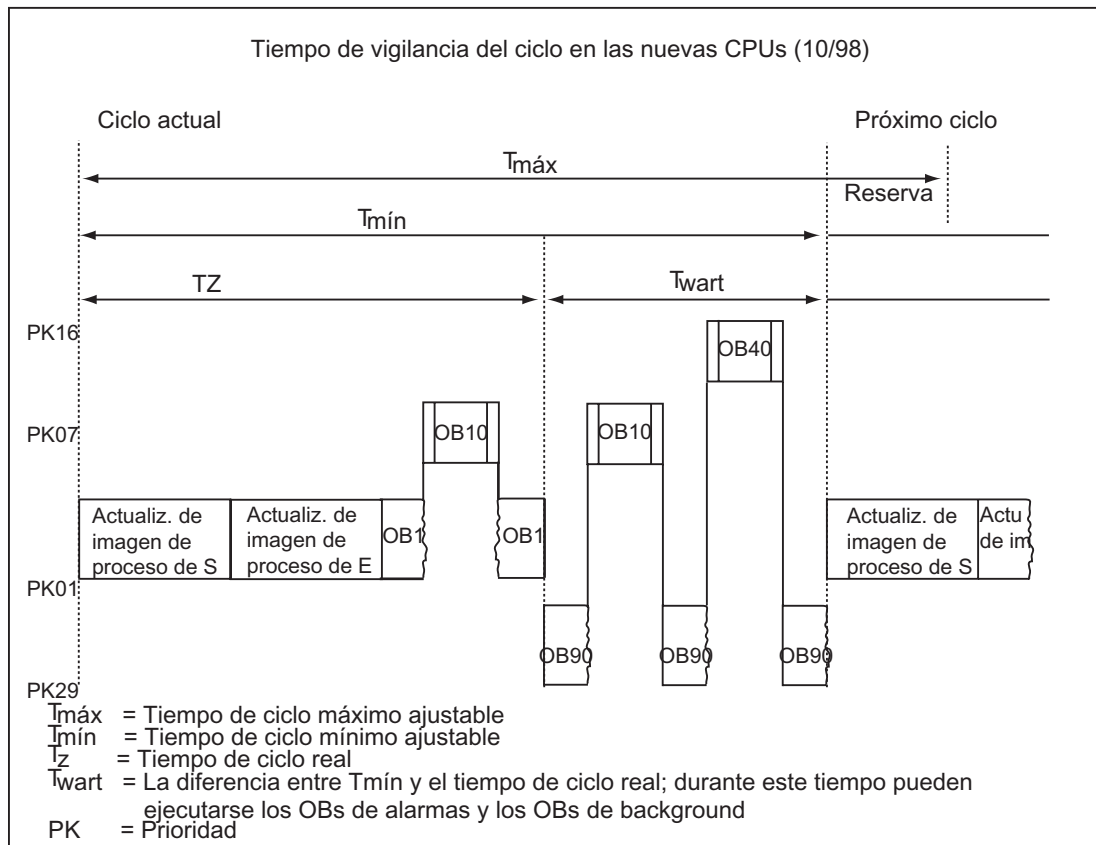 Tiempo de vigilancia del ciclo en las nuevas CPUs (10/98)
Ciclo actual
Próximo ciclo
Tmáx
Reserva
Tmín
TZ
Twart
PK16
OB40
PK07
OB10
OB10
Actualiz. de
imagen de
proceso de S
Actualiz. de
imagen de
proceso de E
OB1
OB1
Actualiz. de
imagen de
proceso de S
Actu
de im
PK01
OB90
OB90
OB90
PK29
Tmáx = Tiempo de ciclo máximo ajustable
Tmín = Tiempo de ciclo mínimo ajustable
Tz = Tiempo de ciclo real
Twart = La diferencia entre Tmín y el tiempo de ciclo real; durante este tiempo pueden
ejecutarse los OBs de alarmas y los OBs de background
PK = Prioridad